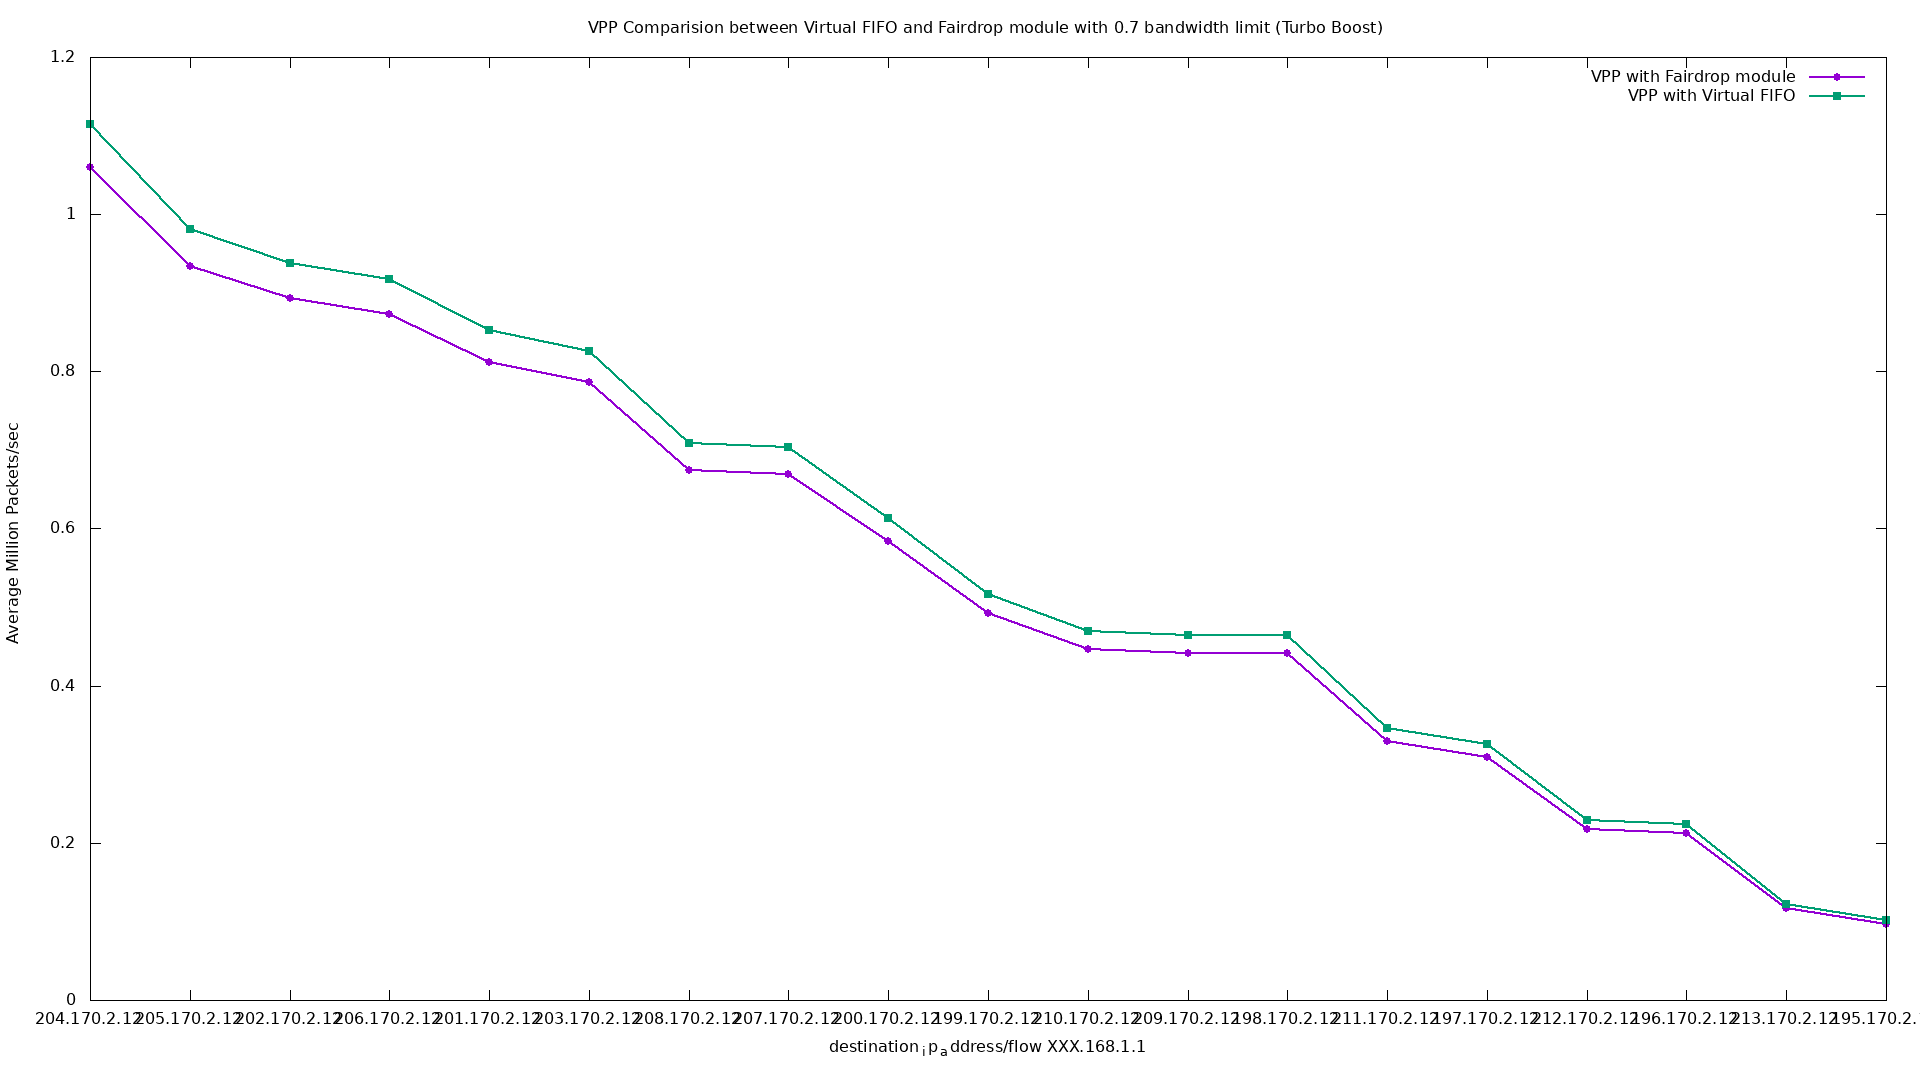 VPP Comparision between Virtual FIFO and Fairdrop module with 0.7 bandwidth limit (Turbo Boost)
VPP with Fairdrop module
VPP with Virtual FIFO
1.2
1
0.8
0.6
0.4
0.2
0
Average Million Packets/sec
204.170.2.12 205.170.2.12 202.170.2.12 206.170.2.12 201.170.2.12 203.170.2.12 208.170.2.12 207.170.2.12 200.170.2.12 199.170.2.12 210.170.2.12 209.170.2.12 198.170.2.12 211.170.2.12 197.170.2.12 212.170.2.12 196.170.2.12 213.170.2.12 195.170.2.
destination_ip_address/flow XXX.168.1.1